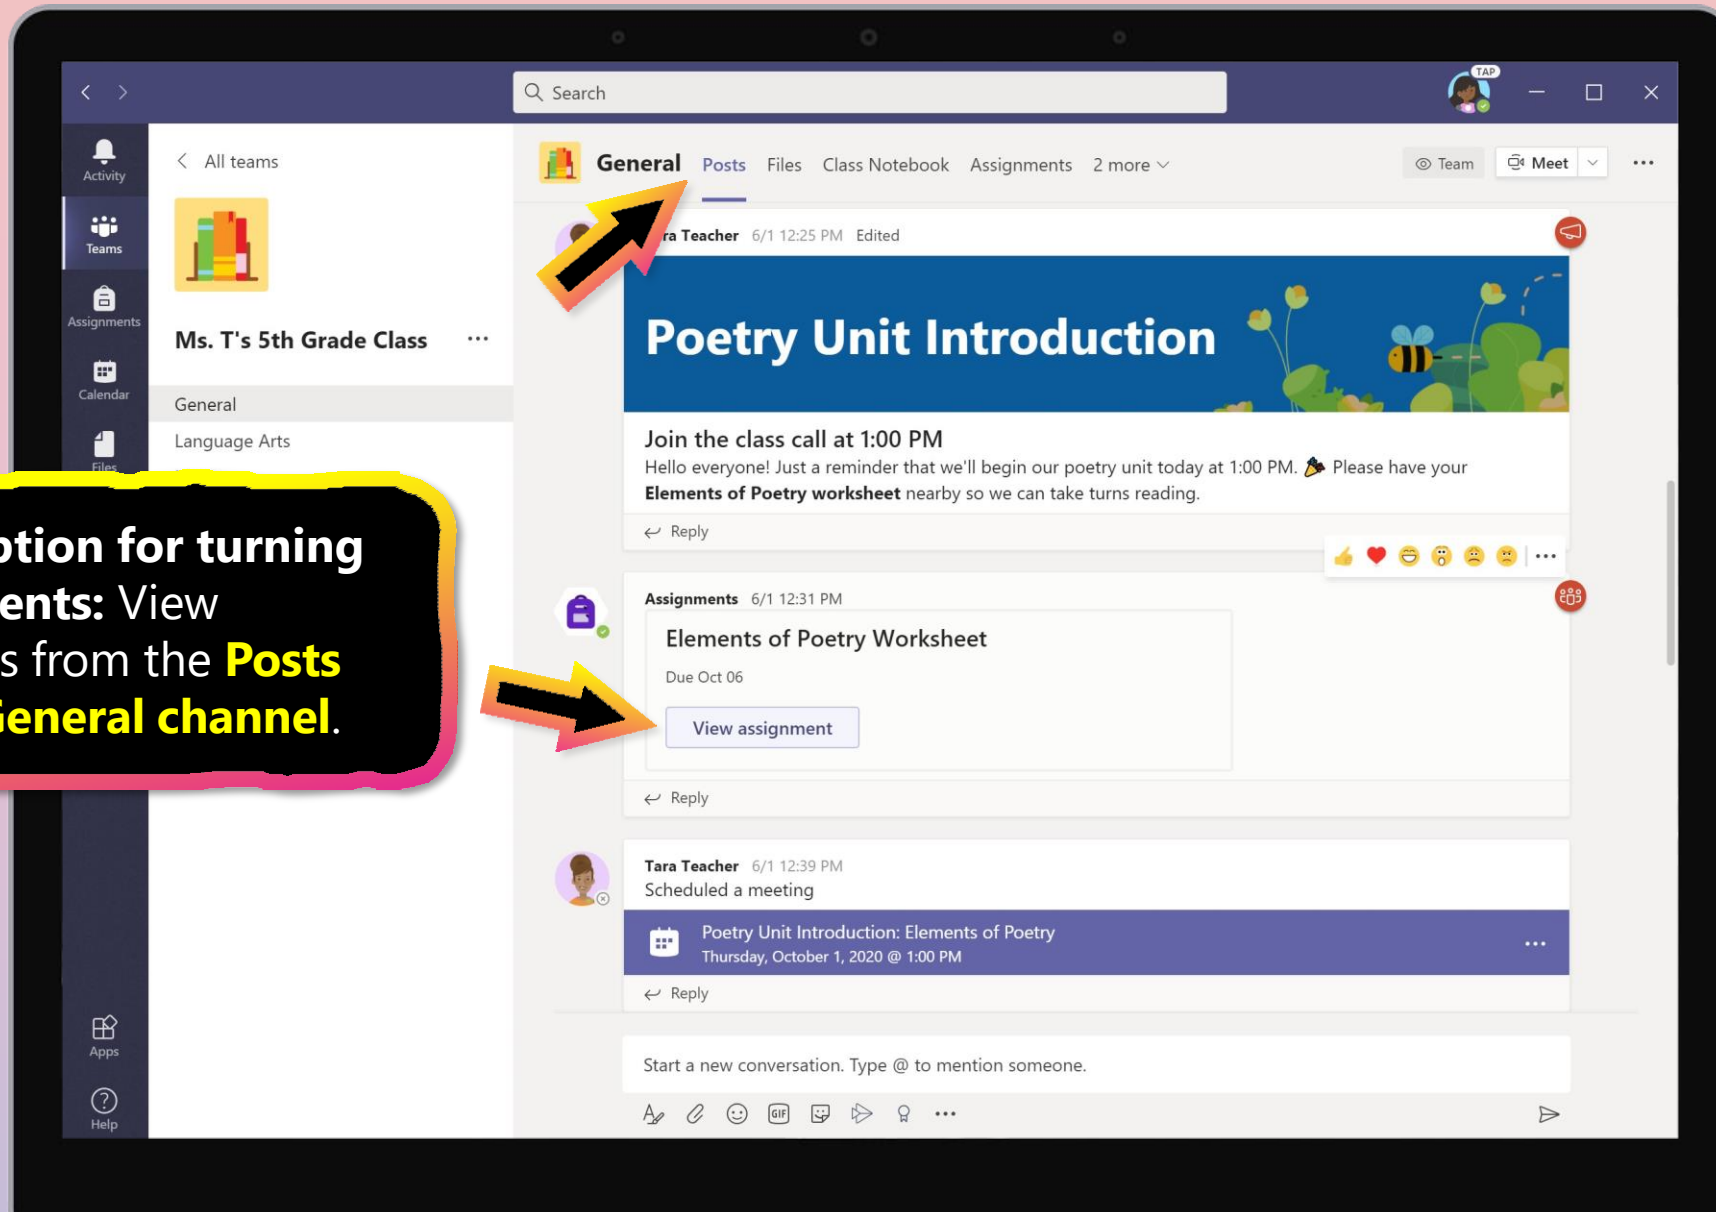 TAP
Search
Activity
Teams
Assignments
Calendar
Files
Apps
Help
All teams
Ms. T's 5th Grade Class
General
Language Arts
General Posts Files Class Notebook Assignments 2 more
Team Meet
Teacher 6/1 12:25 PM Edited
Poetry Unit Introduction
Join the class call at 1:00 PM
Hello everyone! Just a reminder that we'll begin our poetry unit today at 1:00 PM. Please have your
Elements of Poetry worksheet nearby so we can take turns reading.
Reply
Assignments 6/1 12:31 PM
Elements of Poetry Worksheet
Due Oct 06
View assignment
Reply
Tara Teacher 6/1 12:39 PM
Scheduled a meeting
Poetry Unit Introduction: Elements of Poetry
Thursday, October 1, 2020 @ 1:00 PM
Reply
Start a new conversation. Type @ to mention someone.
GIF
for turning
View
from the Posts
General channel.